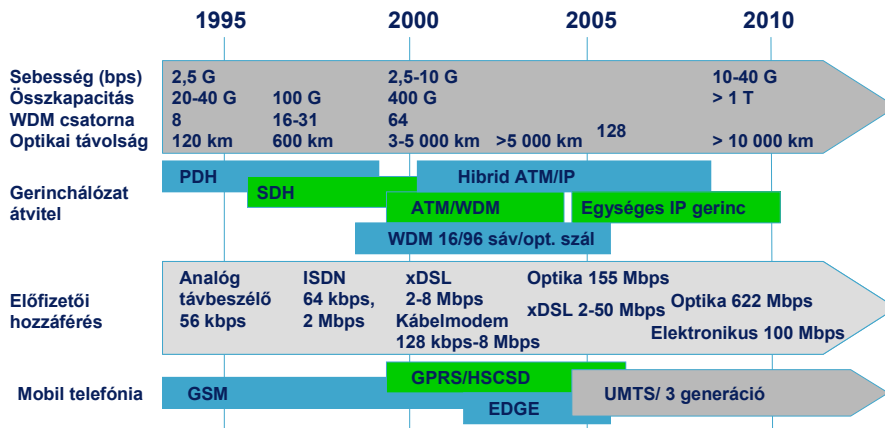 1995 2000 2005 2010
Sebesség (bps) 2,5 G 2,5-10 G 10-40 G
Összkapacitás 20-40 G 100 G 400 G > 1 T
WDM csatorna 8 16-31 64 128
Optikai távolság 120 km 600 km 3-5 000 km >5 000 km > 10 000 km
PDH Hibrid ATM/IP
Gerinchálózat
átvitel
SDH
ATM/WDM Egységes IP gerinc
WDM 16/96 sáv/opt. szál
Előfizetői
hozzáférés
Analóg
távbeszélő
56 kbps
ISDN
64 kbps,
2 Mbps
xDSL
2-8 Mbps
Kábelmodem
128 kbps-8 Mbps
Optika 155 Mbps
xDSL 2-50 Mbps
Optika 622 Mbps
Elektronikus 100 Mbps
Mobil telefónia
GSM
GPRS/HSCSD
EDGE
UMTS/ 3 generáció